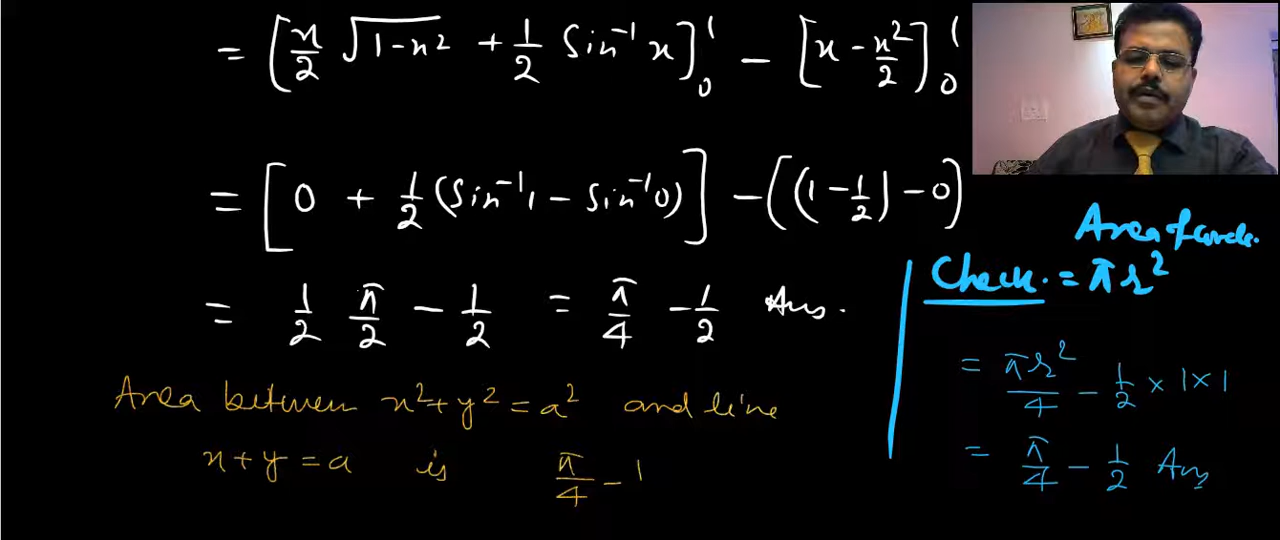 = [x/2 √1-x² + 1/2 Sin⁻¹ x]₀¹ - [x - x²/2]₀¹
= [0 + 1/2 (Sin⁻¹1 - Sin⁻¹0)] - ((1 - 1/2) - 0)
= 1/2 π/2 - 1/2 = π/4 - 1/2 Ans.
Area between x²+y² = a² and line
x+y = a is π/4 - 1
Area of circle.
Check. = πr²
= πr²/4 - 1/2 × 1 × 1
= π/4 - 1/2 Ans